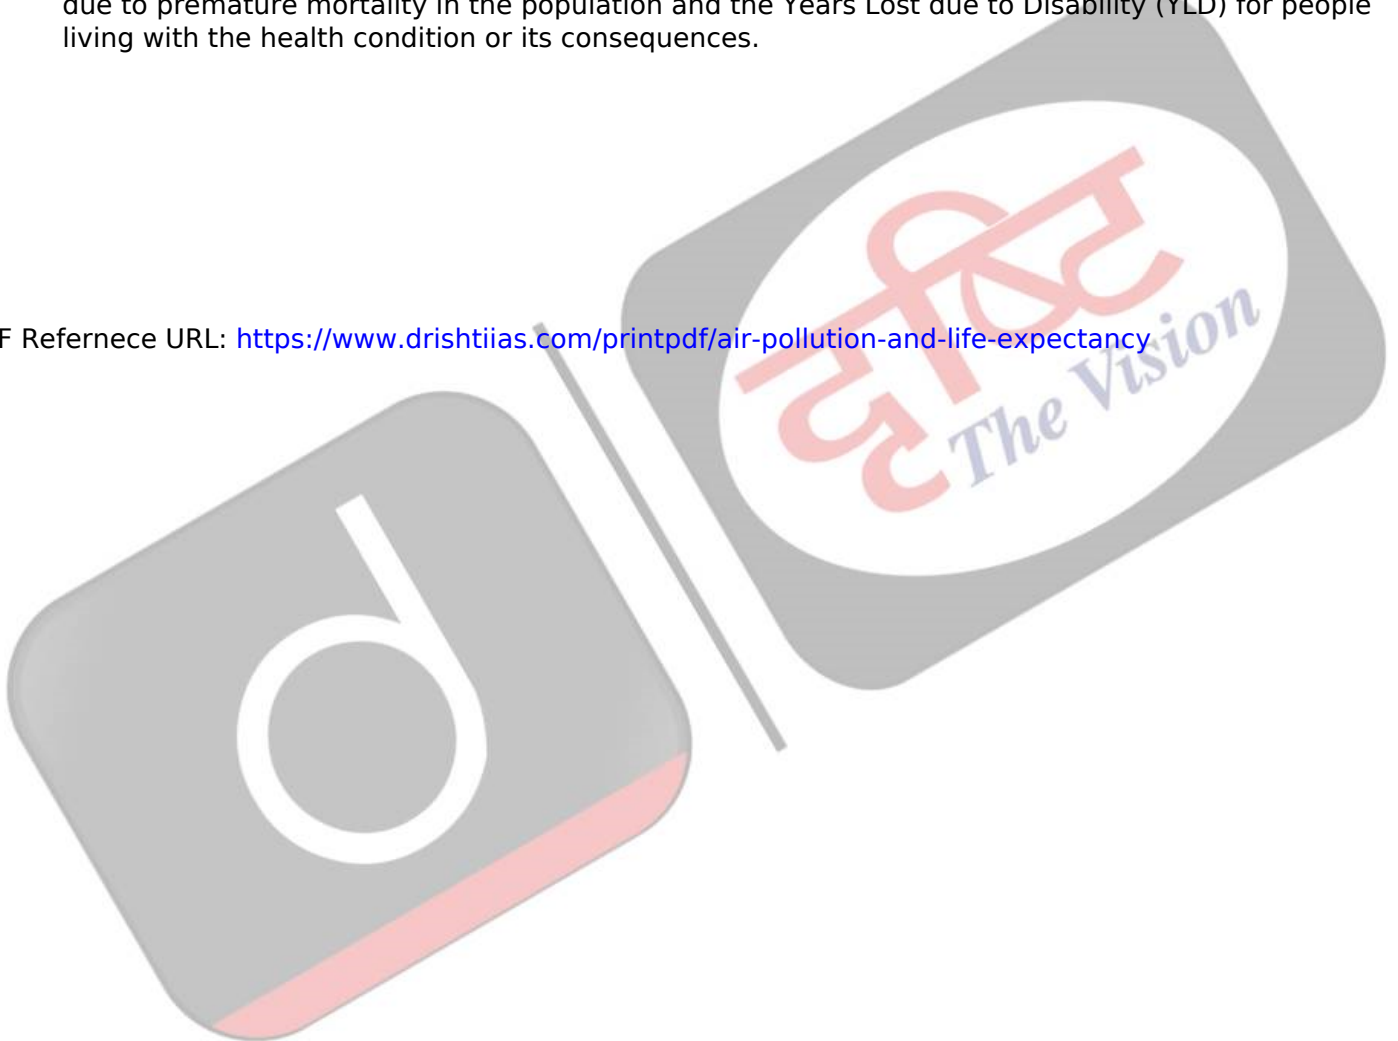 due to premature mortality in the population and the Years Lost due to Disability (YLD) for people
living with the health condition or its consequences.
F Refernece URL: https://www.drishtiias.com/printpdf/air-pollution-and-life-expectancy
दृष्टि
The Vision
d